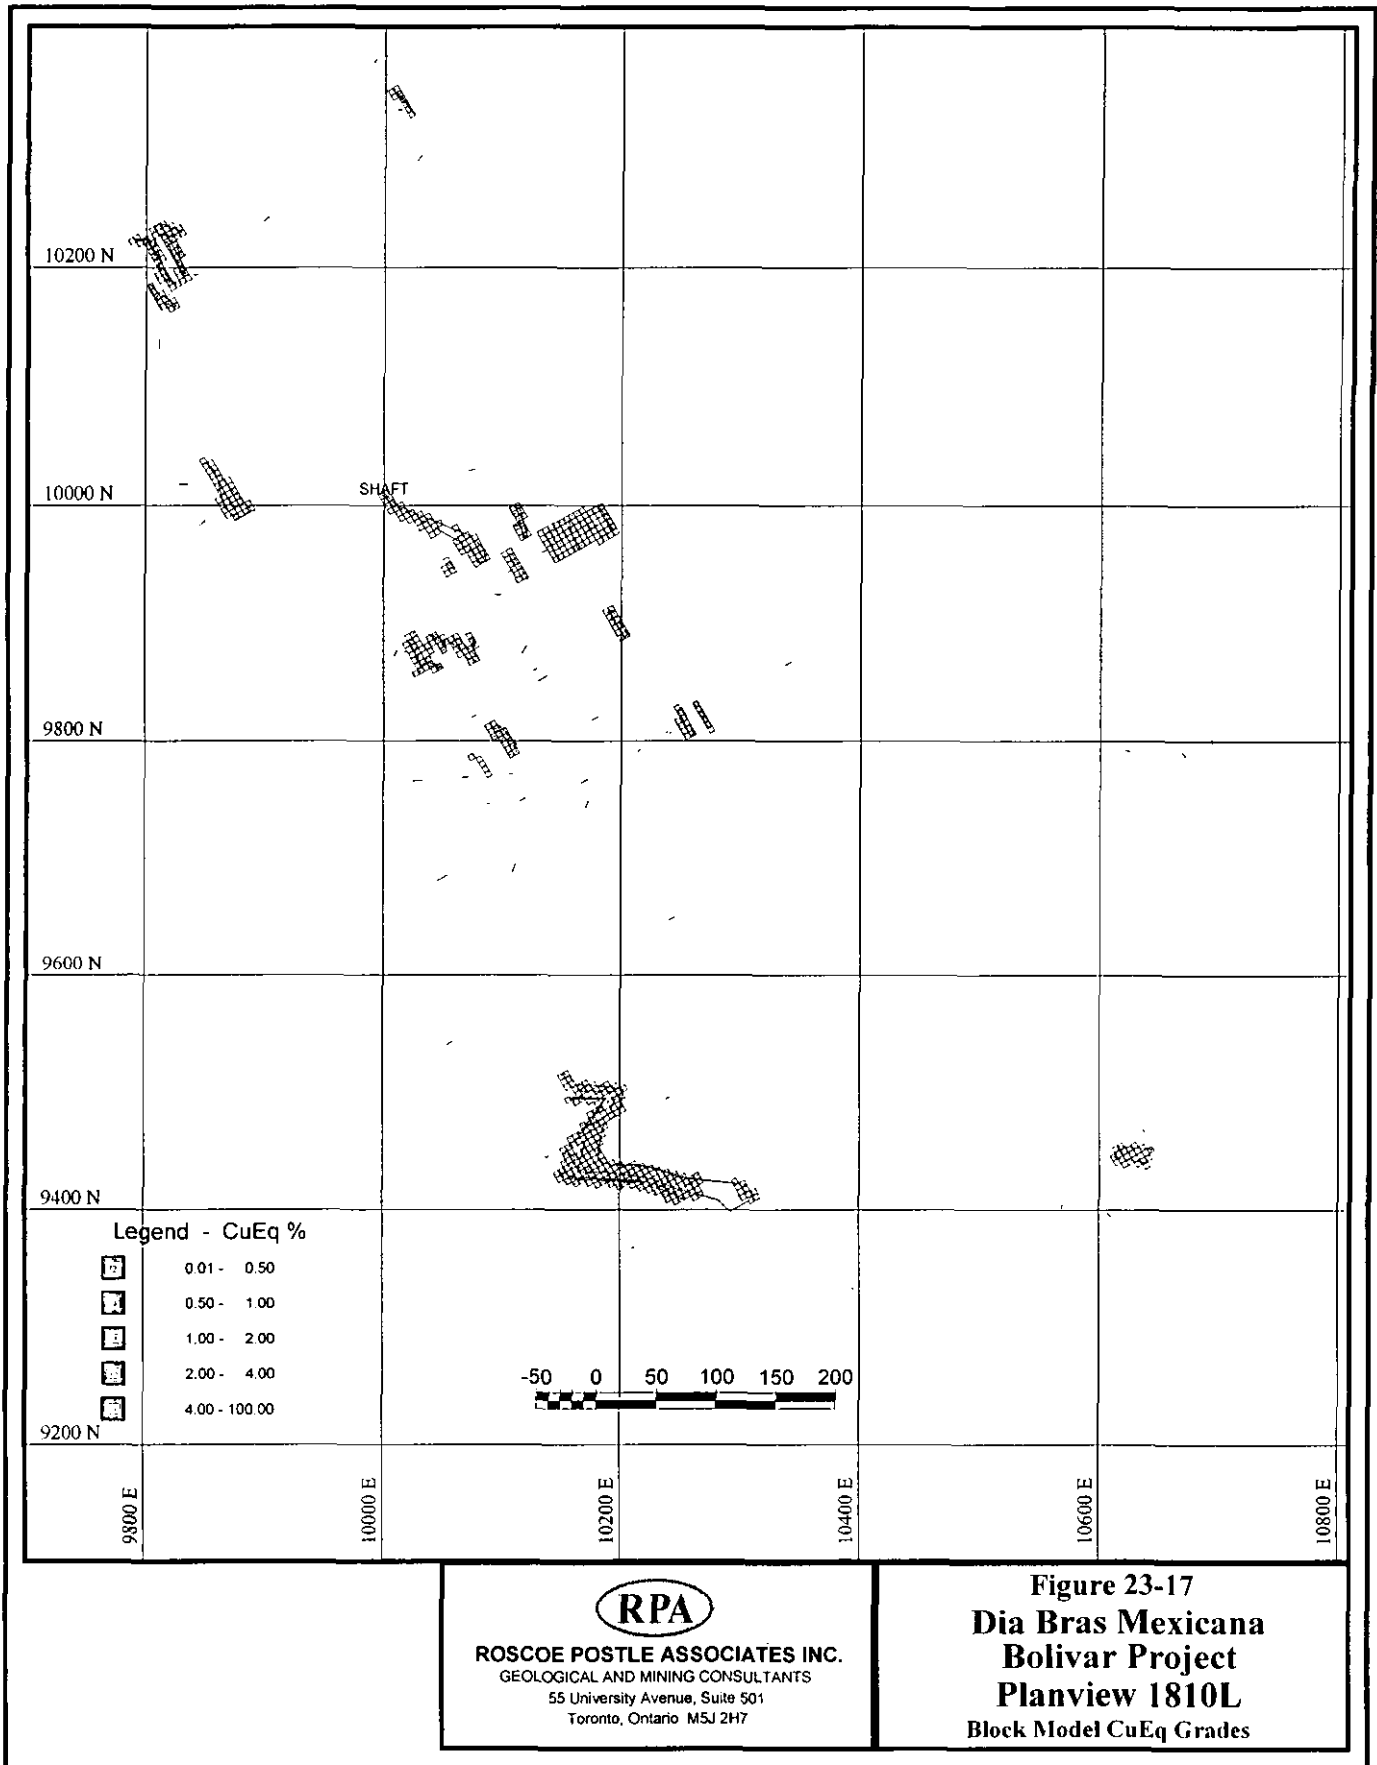 10200 N
10000 N
SHAFT
9800 N
9600 N
9400 N
Legend - CuEq %
0.01 - 0.50
0.50 - 1.00
1.00 - 2.00
2.00 - 4.00
4.00 - 100.00
-50 0 50 100 150 200
9200 N
9800 E
10000 E
10200 E
10400 E
10600 E
10800 E
RPA
ROSCOE POSTLE ASSOCIATES INC.
GEOLOGICAL AND MINING CONSULTANTS
55 University Avenue, Suite 501
Toronto, Ontario M5J 2H7
Figure 23-17
Dia Bras Mexicana
Bolivar Project
Planview 1810L
Block Model CuEq Grades